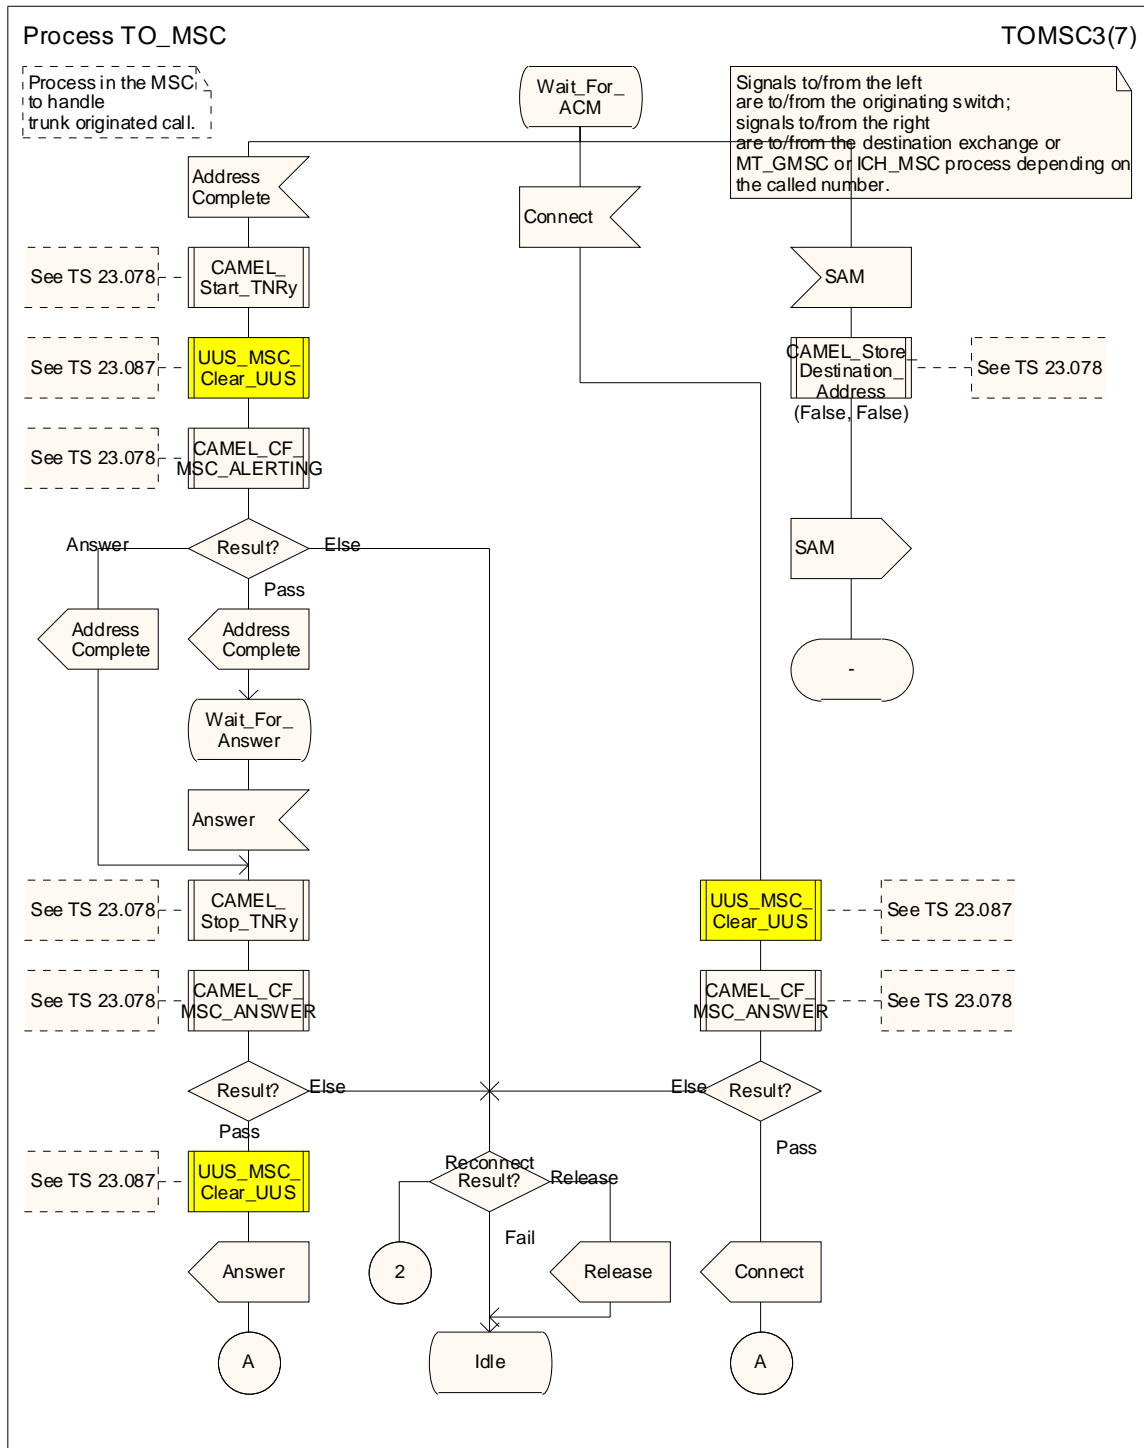 Process TO_MSC
TOMSC3(7)
Process in the MSC
to handle
trunk originated call.
Wait_For_
ACM
Signals to/from the left
are to/from the originating switch;
signals to/from the right
are to/from the destination exchange or
MT_GMSC or ICH_MSC process depending on
the called number.
Address
Complete
Connect
See TS 23.078
CAMEL_
Start_TNRy
SAM
See TS 23.087
UUS_MSC_
Clear_UUS
CAMEL_Store_
Destination_
Address
(False, False)
See TS 23.078
See TS 23.078
CAMEL_CF_
MSC_ALERTING
Answer
Result?
Else
Pass
SAM
Address
Complete
Address
Complete
-
Wait_For_
Answer
Answer
See TS 23.078
CAMEL_
Stop_TNRy
UUS_MSC_
Clear_UUS
See TS 23.087
See TS 23.078
CAMEL_CF_
MSC_ANSWER
CAMEL_CF_
MSC_ANSWER
See TS 23.078
Result?
Else
Else
Result?
Pass
Pass
See TS 23.087
UUS_MSC_
Clear_UUS
Reconnect
Result?
Release
Fail
Answer
2
Release
Connect
A
Idle
A